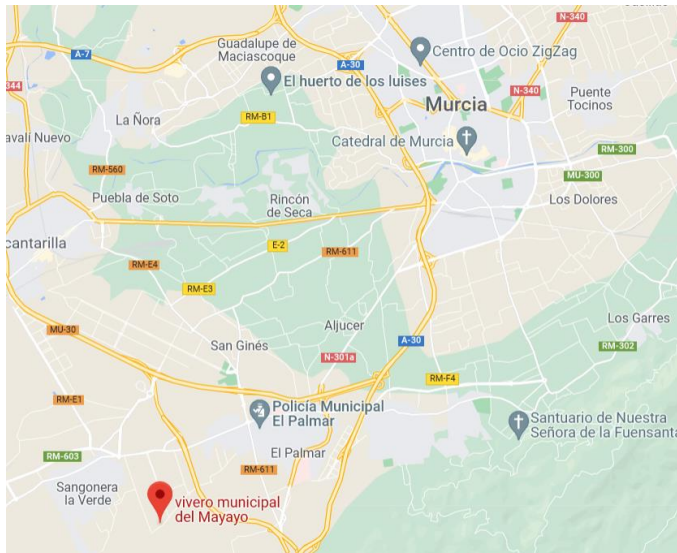 N-340
A-7
Guadalupe de
Maciascoque
Centro de Ocio ZigZag
A-30
El huerto de los luises
344
N-340
Puente
Tocinos
Murcia
La Ñora
RM-B1
avalí Nuevo
Catedral de Murcia
RM-300
RM-560
MU-300
Puebla de Soto
Rincón
de Seca
Los Dolores
cantarilla
E-2
RM-611
RM-E4
RM-E3
Los Garres
Aljucer
MU-30
A-30
San Ginés
RM-302
N-301a
RM-F4
RM-E1
Policía Municipal
El Palmar
Santuario de Nuestra
Señora de la Fuensanta
RM-603
El Palmar
RM-611
Sangonera
la Verde
vivero municipal
del Mayayo